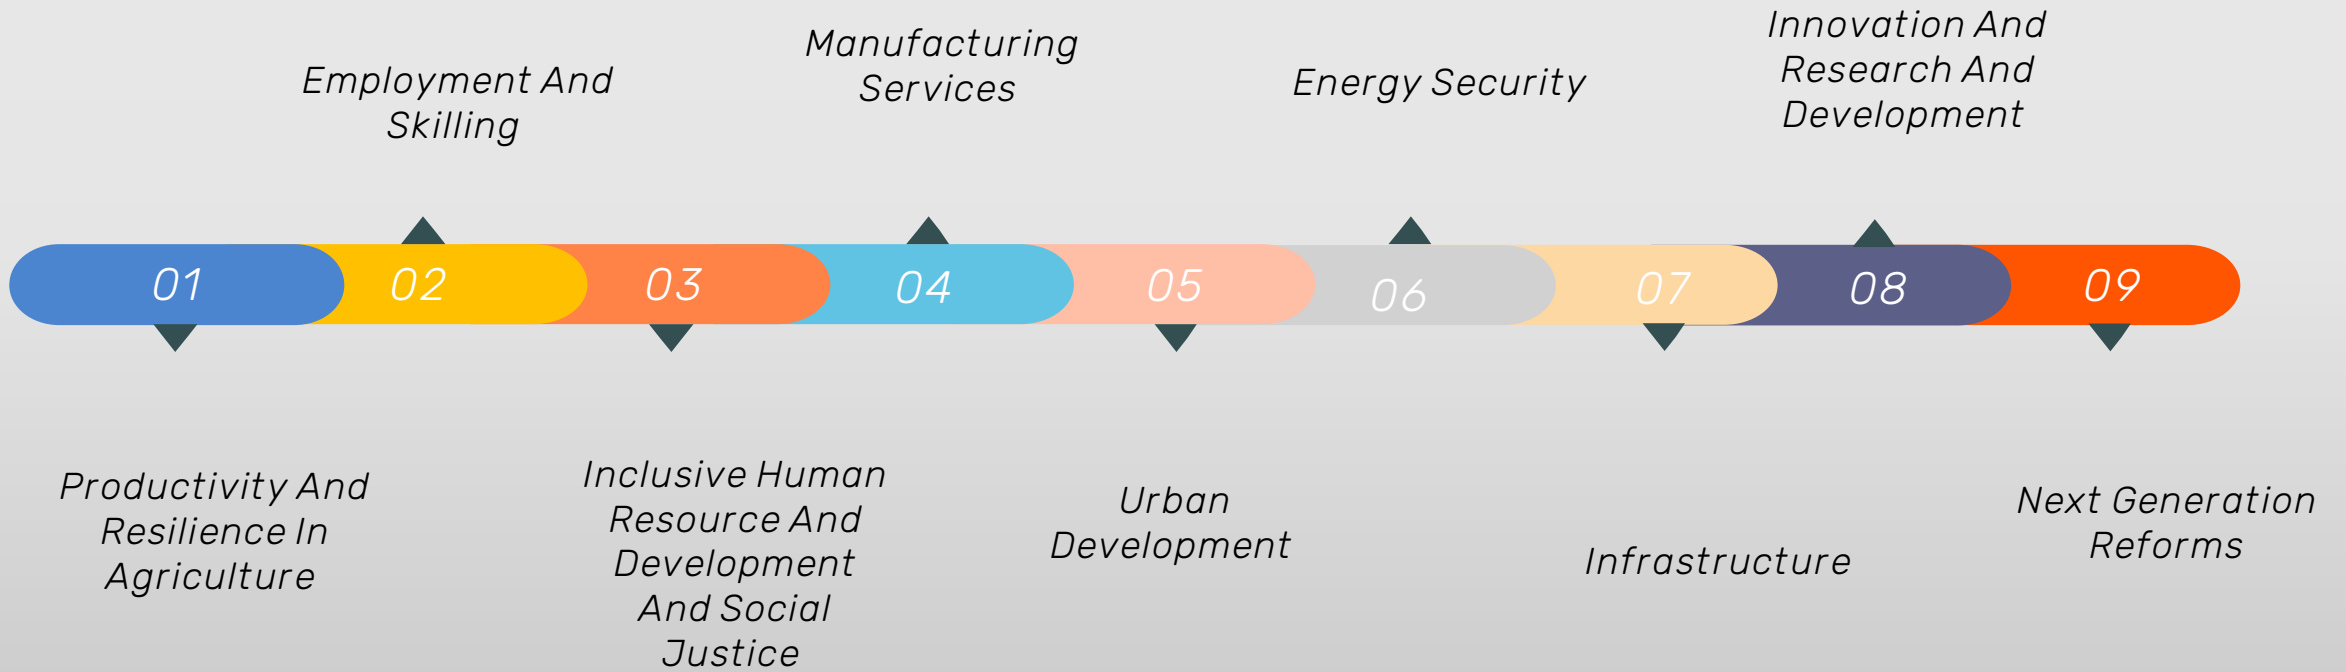 Employment And
Skilling
Manufacturing
Services
Energy Security
Innovation And
Research And
Development
01
02
03
04
05
06
07
08
09
Productivity And
Resilience In
Agriculture
Inclusive Human
Resource And
Development
And Social
Justice
Urban
Development
Infrastructure
Next Generation
Reforms